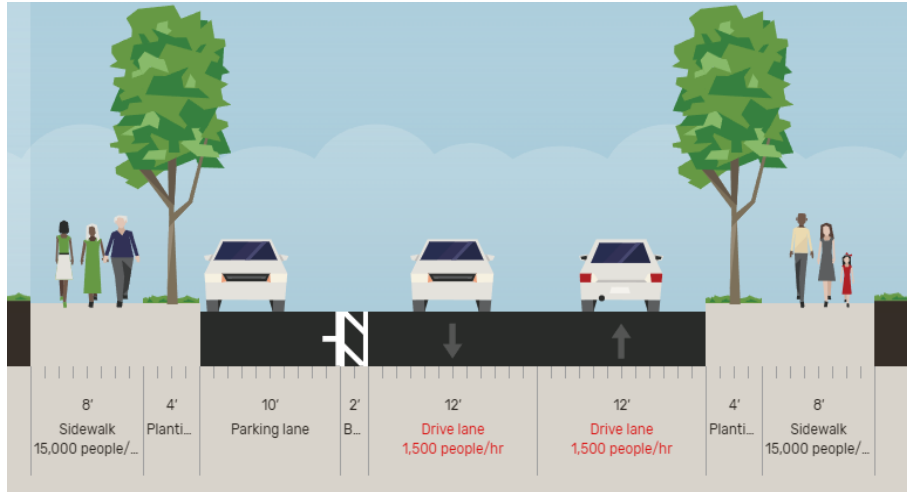 8'
Sidewalk
15,000 people/...
4'
Planti...
10'
Parking lane
2'
B...
12'
Drive lane
1,500 people/hr
12'
Drive lane
1,500 people/hr
4'
Planti...
8'
Sidewalk
15,000 people/...